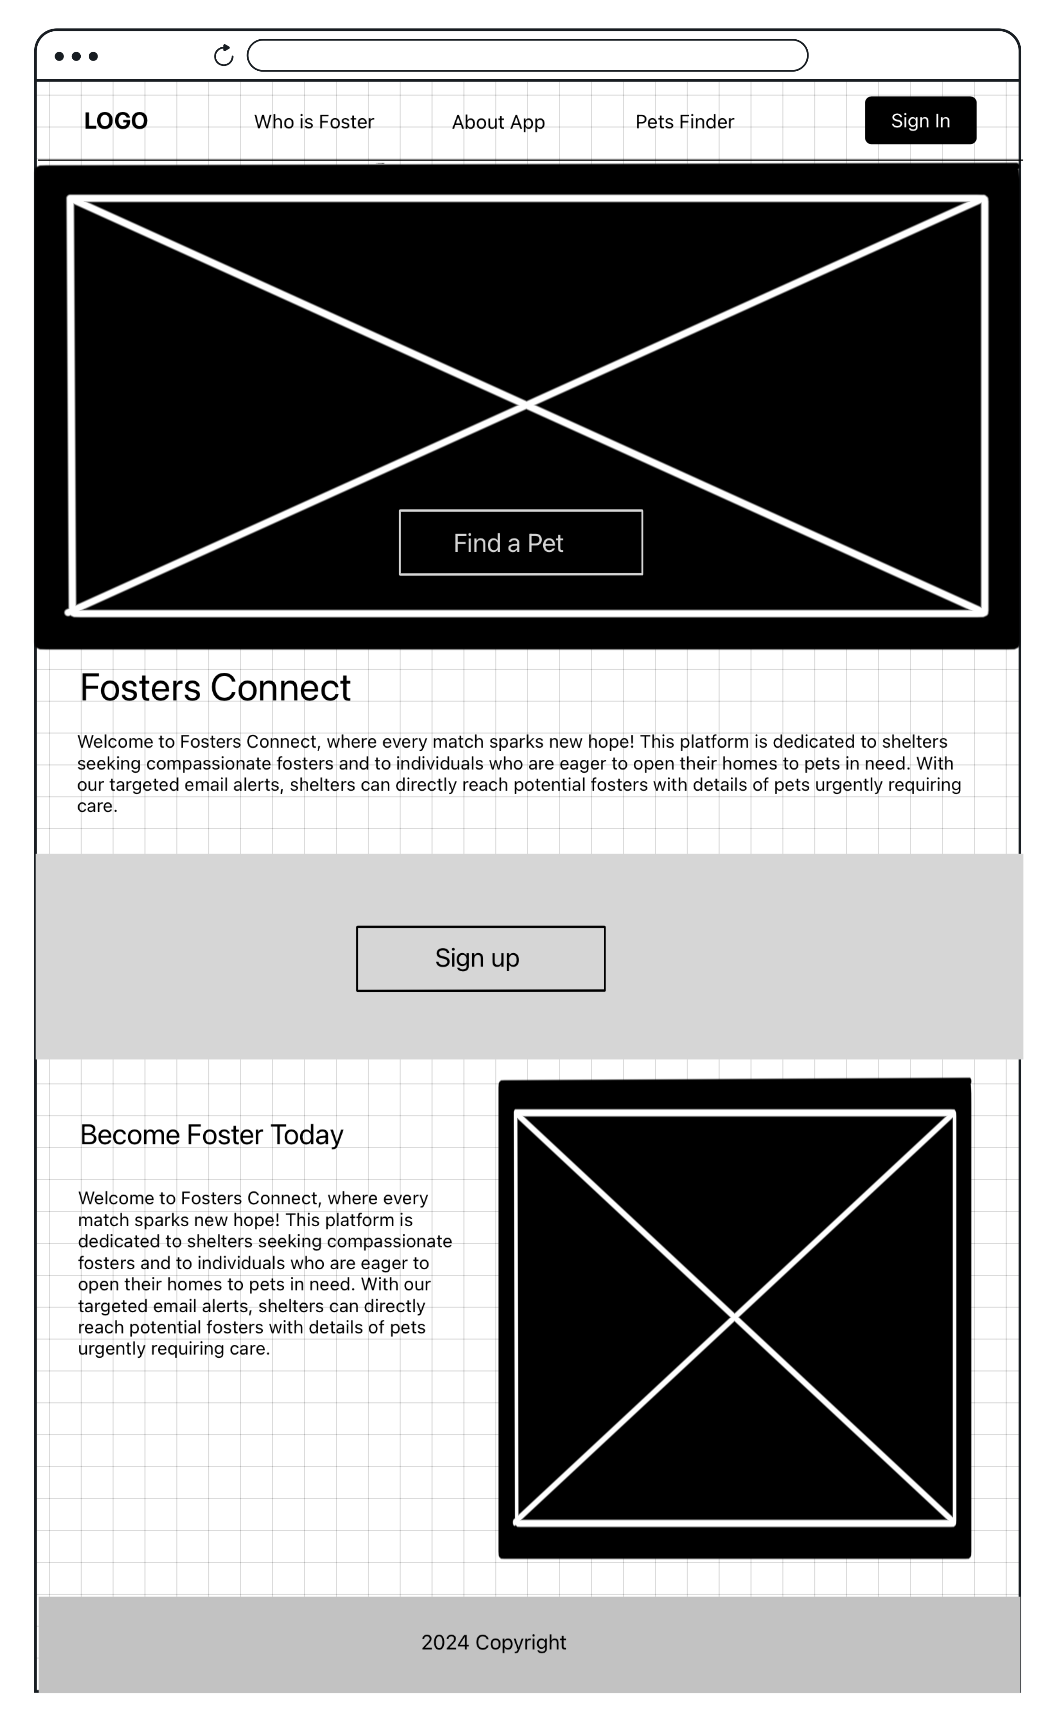 LOGO
Who is Foster
About App
Pets Finder
Sign In
Find a Pet
Fosters Connect
Welcome to Fosters Connect, where every match sparks new hope! This platform is dedicated to shelters
seeking compassionate fosters and to individuals who are eager to open their homes to pets in need. With
our targeted email alerts, shelters can directly reach potential fosters with details of pets urgently requiring
care.
Sign up
Become Foster Today
Welcome to Fosters Connect, where every
match sparks new hope! This platform is
dedicated to shelters seeking compassionate
fosters and to individuals who are eager to
open their homes to pets in need. With our
targeted email alerts, shelters can directly
reach potential fosters with details of pets
urgently requiring care.
2024 Copyright